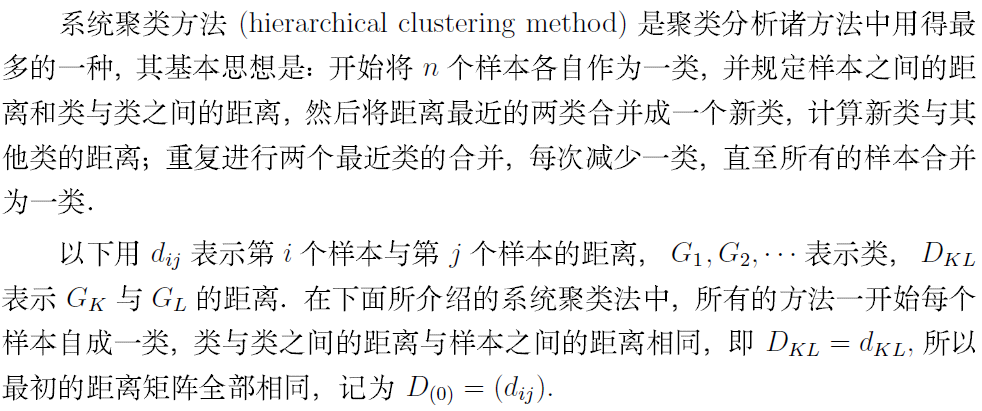 系统聚类方法 (hierarchical clustering method) 是聚类分析诸方法中用得最
多的一种, 其基本思想是: 开始将 n 个样本各自作为一类, 并规定样本之间的距
离和类与类之间的距离, 然后将距离最近的两类合并成一个新类, 计算新类与其
他类的距离; 重复进行两个最近类的合并, 每次减少一类, 直至所有的样本合并
为一类.
以下用 d_{ij} 表示第 i 个样本与第 j 个样本的距离, G_1, G_2, ⋯ 表示类, D_{KL}
表示 G_K 与 G_L 的距离. 在下面所介绍的系统聚类法中, 所有的方法一开始每个
样本自成一类, 类与类之间的距离与样本之间的距离相同, 即 D_{KL} = d_{KL}, 所以
最初的距离矩阵全部相同, 记为 D_{(0)} = (d_{ij}).